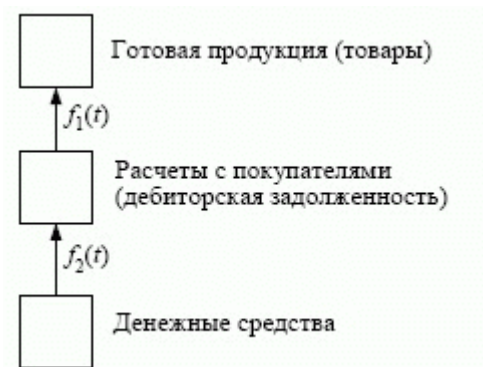 Готовая продукция (товары)
f₁(t)
Расчеты с покупателями
(дебиторская задолженность)
f₂(t)
Денежные средства